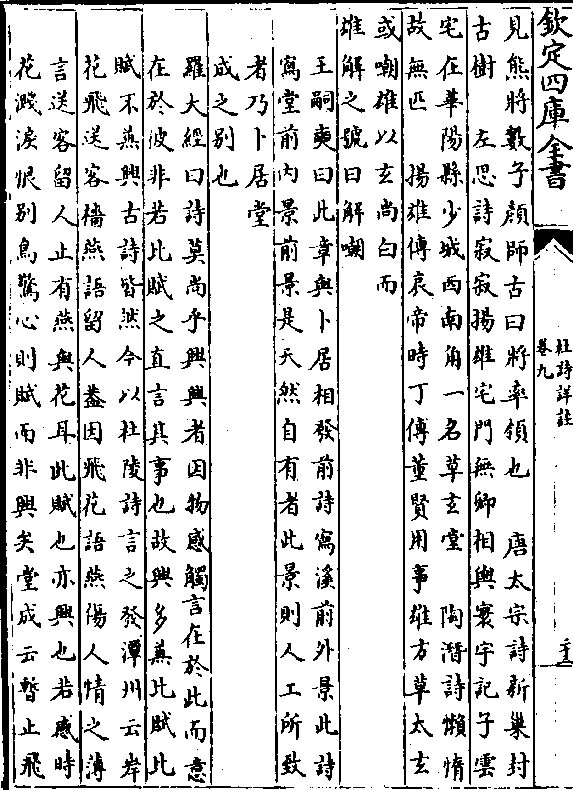 欽定四庫全書
杜詩詳註
卷九
見熊將數子顔師古曰將率領也　唐太宗詩新巢封
古樹　左思詩寂寂揚雄宅門無卿相輿寰宇記子雲
宅在華陽縣少城西南角一名草玄堂　陶潛詩懶惰
故無匹　揚雄傳哀帝時丁傅董賢用事雄方草太玄
或嘲雄以玄尚白而
雄解之號曰解嘲
王嗣奭曰此章與卜居相發前詩寫溪前外景此詩
寫堂前内景前景是天然自有者此景則人工所致
者乃卜居堂
成之别也
羅大經曰詩莫尚乎興興者因物感觸言在於此而意
在於彼非若比賦之直言其事也故興多兼比賦比
賦不兼興古詩皆然今以杜陵詩言之發潭州云岸
花飛送客檣燕語留人葢因飛花語燕傷人情之薄
言送客留人止有燕與花耳此賦也亦興也若感時
花濺淚恨别鳥驚心則賦而非興矣堂成云暫止飛